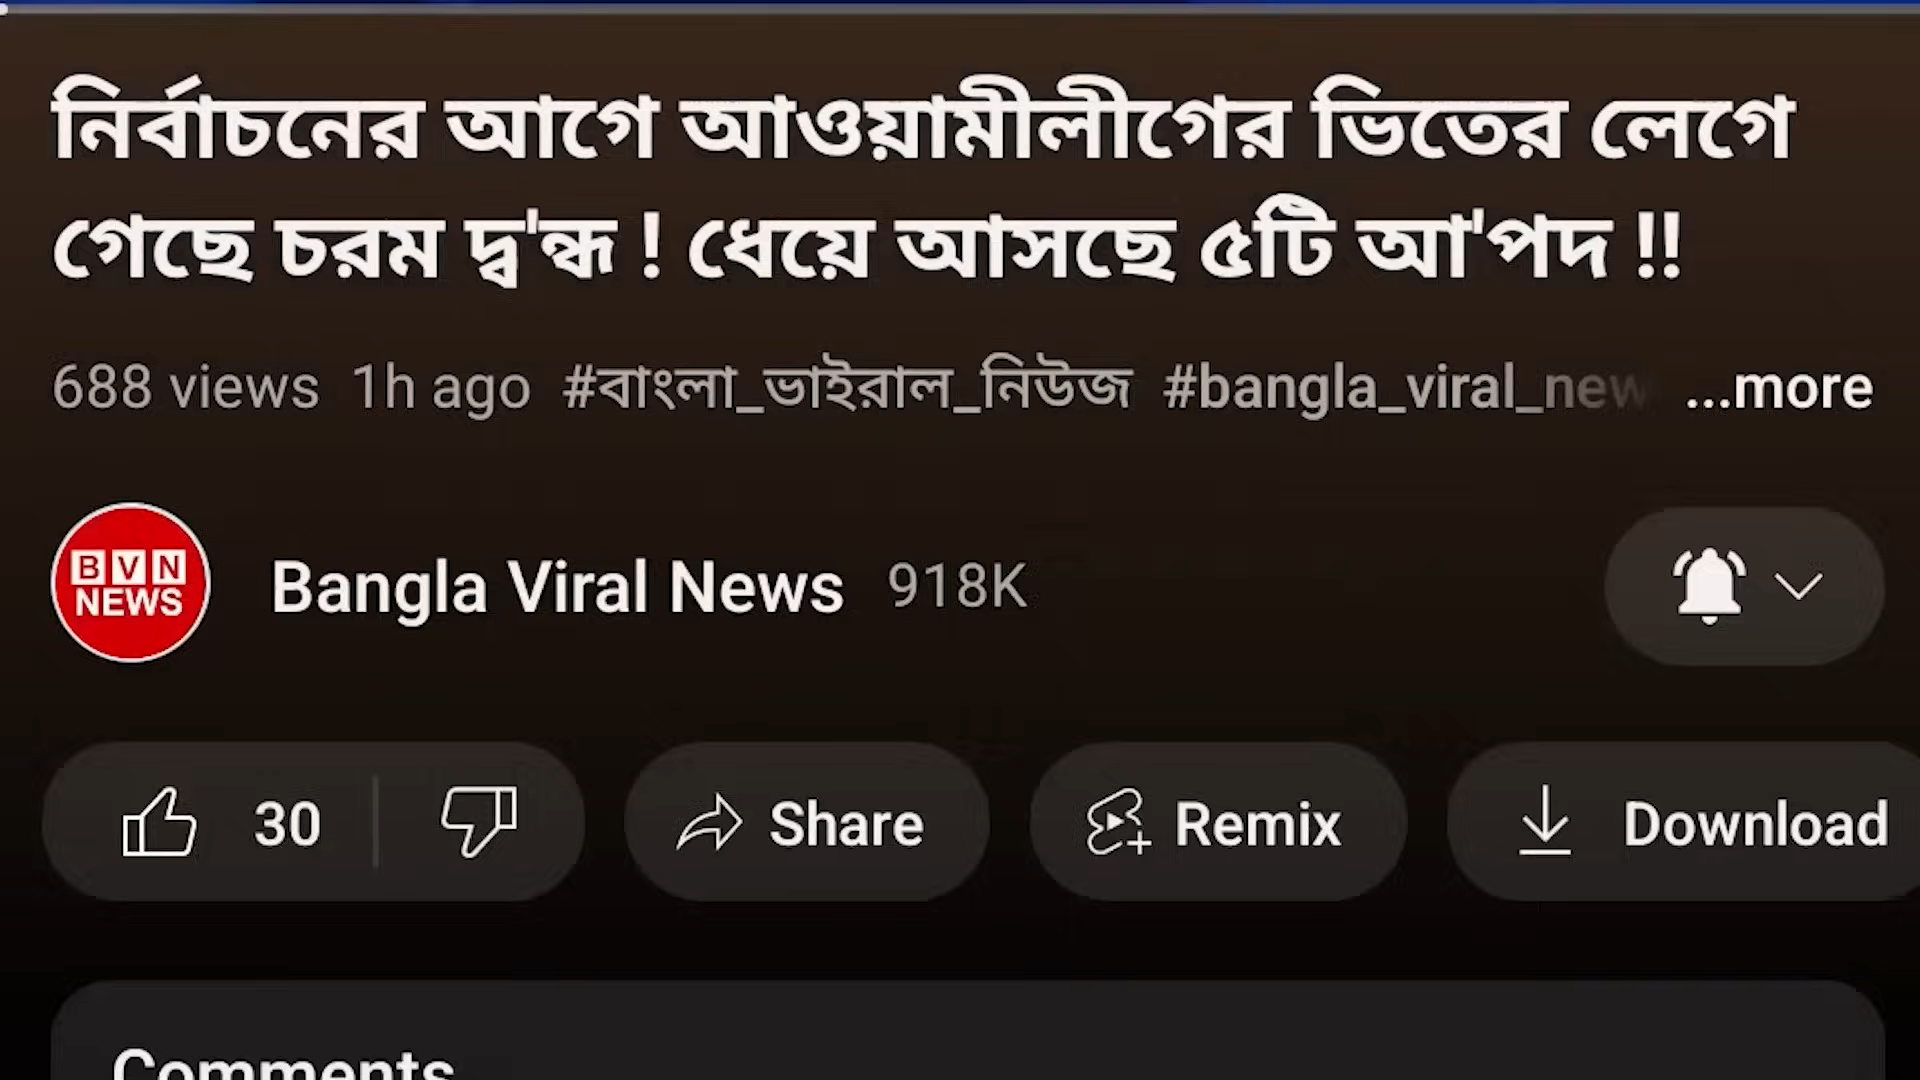 নির্বাচনের আগে আওয়ামীলীগের ভিতের লেগে
গেছে চরম দ্ব'ন্ধ ! ধেয়ে আসছে ৫টি আ'পদ !!
688 views 1h ago #বাংলা_ভাইরাল_নিউজ #bangla_viral_new ...more
BVN
NEWS
Bangla Viral News 918K
30 Share Remix Download
Comments